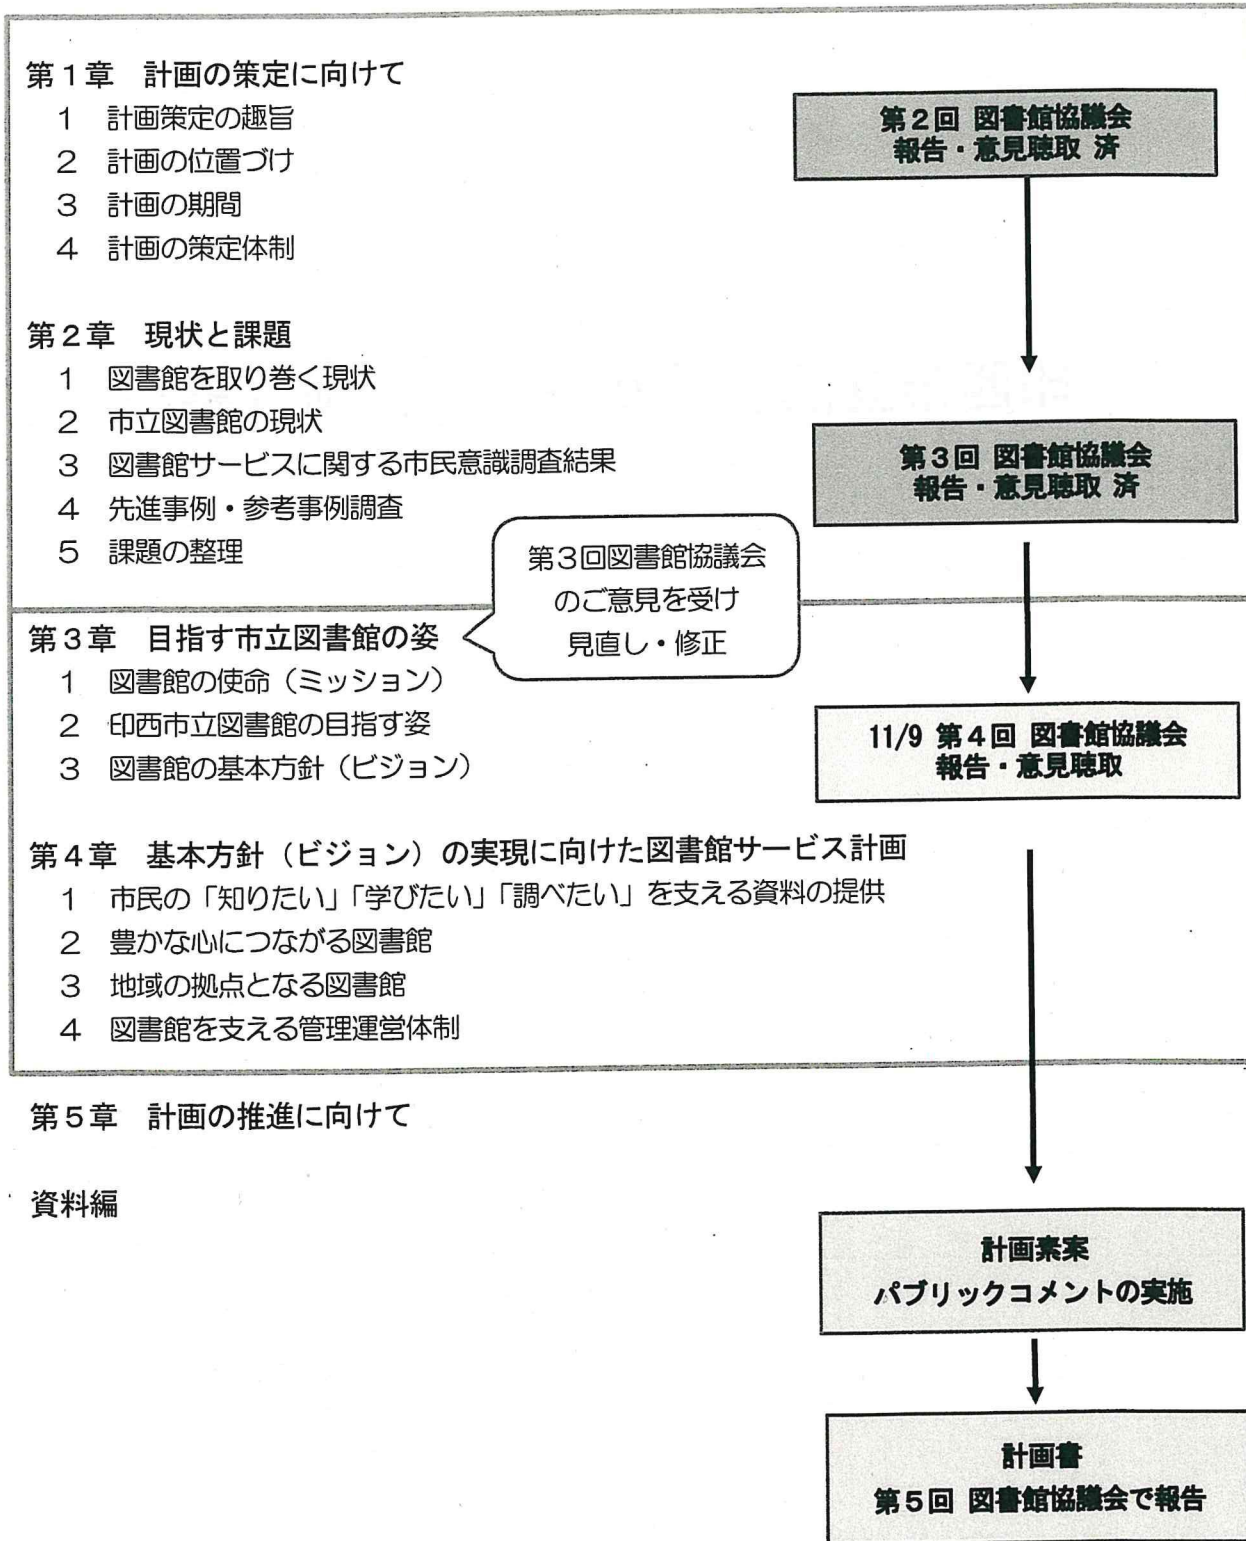 第1章　計画の策定に向けて
1　計画策定の趣旨
2　計画の位置づけ
3　計画の期間
4　計画の策定体制
第2章　現状と課題
1　図書館を取り巻く現状
2　市立図書館の現状
3　図書館サービスに関する市民意識調査結果
4　先進事例・参考事例調査
5　課題の整理
第3章　目指す市立図書館の姿
1　図書館の使命（ミッション）
2　印西市立図書館の目指す姿
3　図書館の基本方針（ビジョン）
第3回図書館協議会
のご意見を受け
見直し・修正
第4章　基本方針（ビジョン）の実現に向けた図書館サービス計画
1　市民の「知りたい」「学びたい」「調べたい」を支える資料の提供
2　豊かな心につながる図書館
3　地域の拠点となる図書館
4　図書館を支える管理運営体制
第5章　計画の推進に向けて
資料編
第2回 図書館協議会
報告・意見聴取 済
第3回 図書館協議会
報告・意見聴取 済
11/9 第4回 図書館協議会
報告・意見聴取
計画素案
パブリックコメントの実施
計画書
第5回 図書館協議会で報告